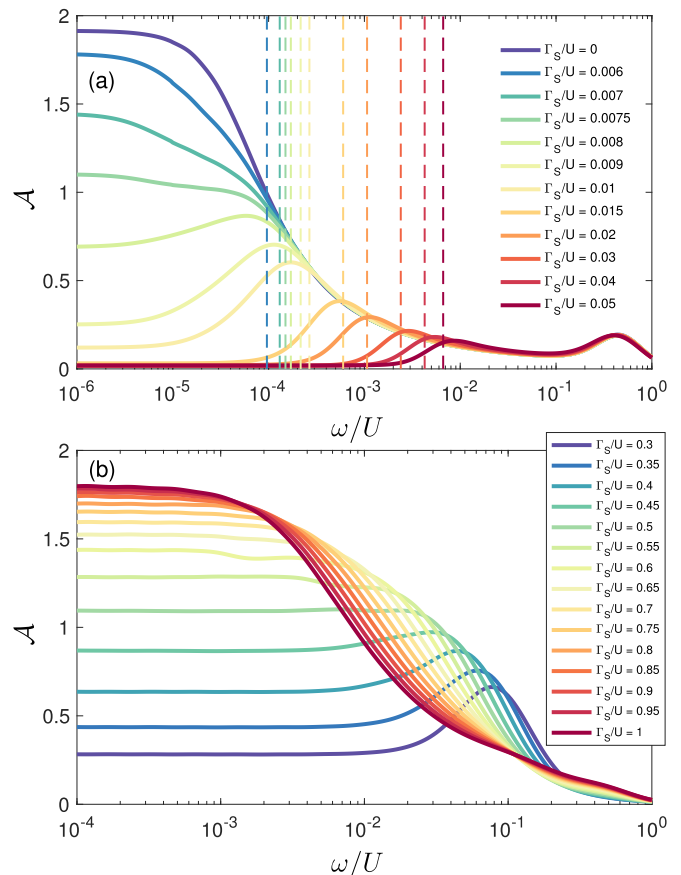 2
1.5
1
0.5
0
𝒜
(a)
Γ_S/U = 0
Γ_S/U = 0.006
Γ_S/U = 0.007
Γ_S/U = 0.0075
Γ_S/U = 0.008
Γ_S/U = 0.009
Γ_S/U = 0.01
Γ_S/U = 0.015
Γ_S/U = 0.02
Γ_S/U = 0.03
Γ_S/U = 0.04
Γ_S/U = 0.05
10^-6 10^-5 10^-4 10^-3 10^-2 10^-1 10^0
ω/U
2
1.5
1
0.5
0
𝒜
(b)
Γ_S/U = 0.3
Γ_S/U = 0.35
Γ_S/U = 0.4
Γ_S/U = 0.45
Γ_S/U = 0.5
Γ_S/U = 0.55
Γ_S/U = 0.6
Γ_S/U = 0.65
Γ_S/U = 0.7
Γ_S/U = 0.75
Γ_S/U = 0.8
Γ_S/U = 0.85
Γ_S/U = 0.9
Γ_S/U = 0.95
Γ_S/U = 1
10^-4 10^-3 10^-2 10^-1 10^0
ω/U